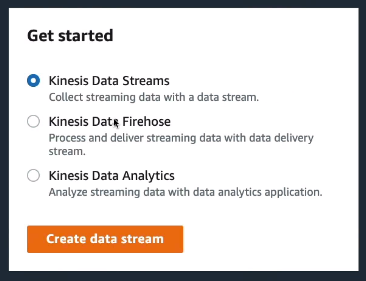 Get started
Kinesis Data Streams
Collect streaming data with a data stream.
Kinesis Data Firehose
Process and deliver streaming data with data delivery
stream.
Kinesis Data Analytics
Analyze streaming data with data analytics application.
Create data stream